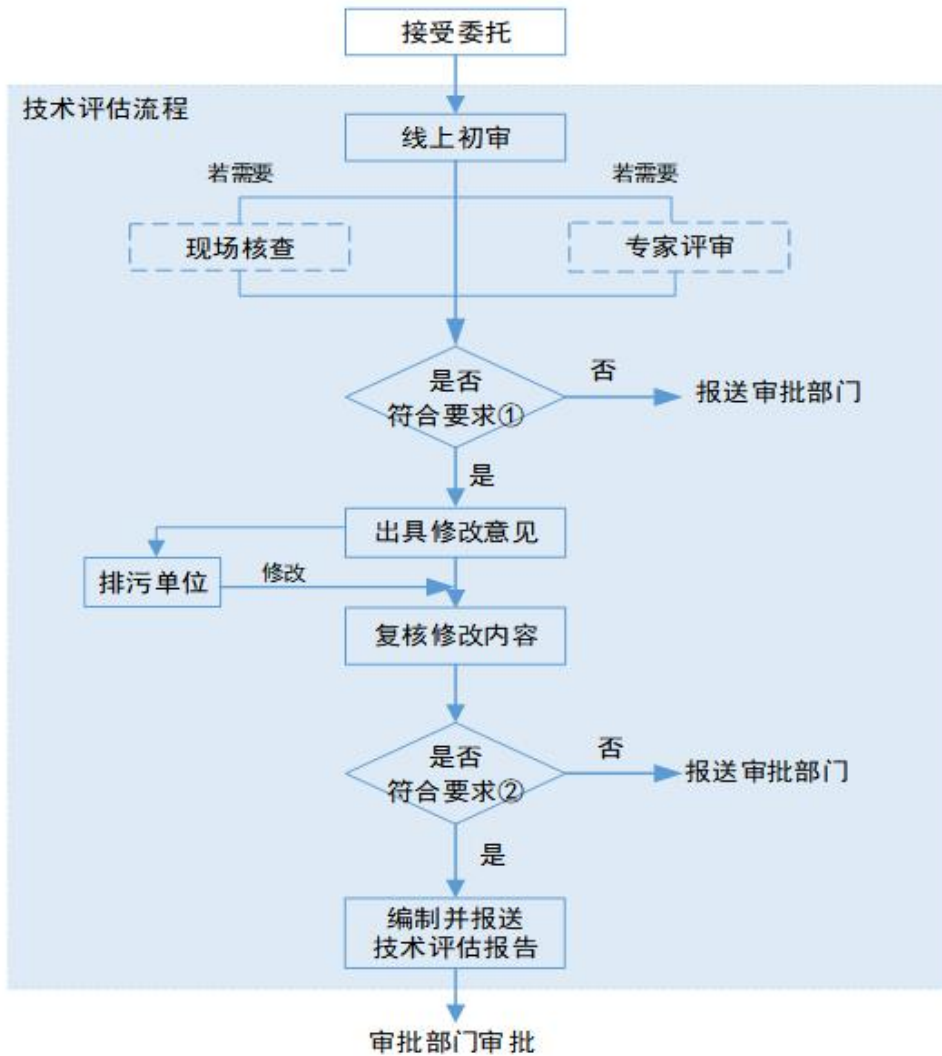 接受委托
技术评估流程
线上初审
若需要
若需要
现场核查
专家评审
是否
符合要求①
否
报送审批部门
是
出具修改意见
排污单位
修改
复核修改内容
是否
符合要求②
否
报送审批部门
是
编制并报送
技术评估报告
审批部门审批